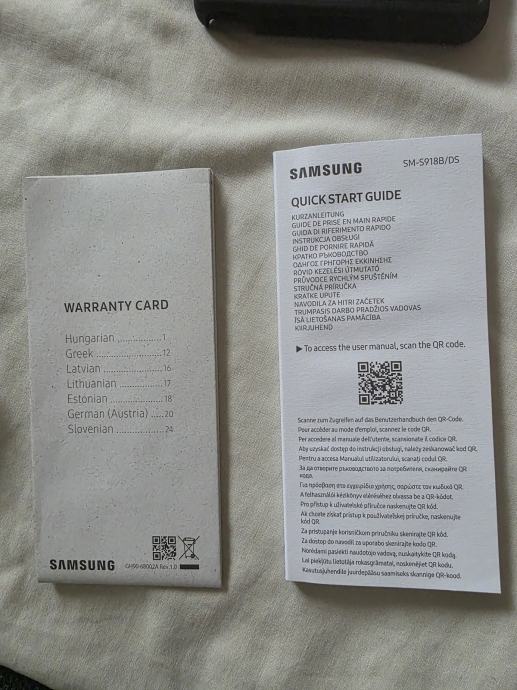 WARRANTY CARD
Hungarian ................1
Greek .......................12
Latvian .....................16
Lithuanian ...............17
Estonian ..................18
German (Austria) .....20
Slovenian .................24
SAMSUNG
GH90-68002A Rev.1.0
SAMSUNG
SM-S918B/DS
QUICK START GUIDE
KURZANLEITUNG
GUIDE DE PRISE EN MAIN RAPIDE
GUIDA DI RIFERIMENTO RAPIDO
INSTRUKCJA OBSŁUGI
GHID DE PORNIRE RAPIDĂ
КРАТКО РЪКОВОДСТВО
ΟΔΗΓΟΣ ΓΡΗΓΟΡΗΣ ΕΚΚΙΝΗΣΗΣ
RÖVID KEZELÉSI ÚTMUTATÓ
PRŮVODCE RYCHLÝM SPUŠTĚNÍM
STRUČNÁ PRÍRUČKA
KRATKE UPUTE
NAVODILA ZA HITRI ZAČETEK
TRUMPASIS DARBO PRADŽIOS VADOVAS
ĪSĀ LIETOŠANAS PAMĀCĪBA
KIIRJUHEND
▶ To access the user manual, scan the QR code.
Scanne zum Zugreifen auf das Benutzerhandbuch den QR-Code.
Pour accéder au mode d'emploi, scannez le code QR.
Per accedere al manuale dell'utente, scansionate il codice QR.
Aby uzyskać dostęp do instrukcji obsługi, należy zeskanować kod QR.
Pentru a accesa Manualul utilizatorului, scanați codul QR.
За да отворите ръководството за потребителя, сканирайте QR
кода.
Για πρόσβαση στο εγχειρίδιο χρήσης, σαρώστε τον κωδικό QR.
A felhasználói kézikönyv eléréséhez olvassa be a QR-kódot.
Pro přístup k uživatelské příručce naskenujte QR kód.
Ak chcete získať prístup k používateľskej príručke, naskenujte
kód QR.
Za pristupanje korisničkom priručniku skenirajte QR kôd.
Za dostop do navodil za uporabo skenirajte kodo QR.
Norėdami pasiekti naudotojo vadovą, nuskaitykite QR kodą.
Lai piekļūtu lietotāja rokasgrāmatai, noskenējiet QR kodu.
Kasutusjuhendile juurdepääsu saamiseks skannige QR-kood.